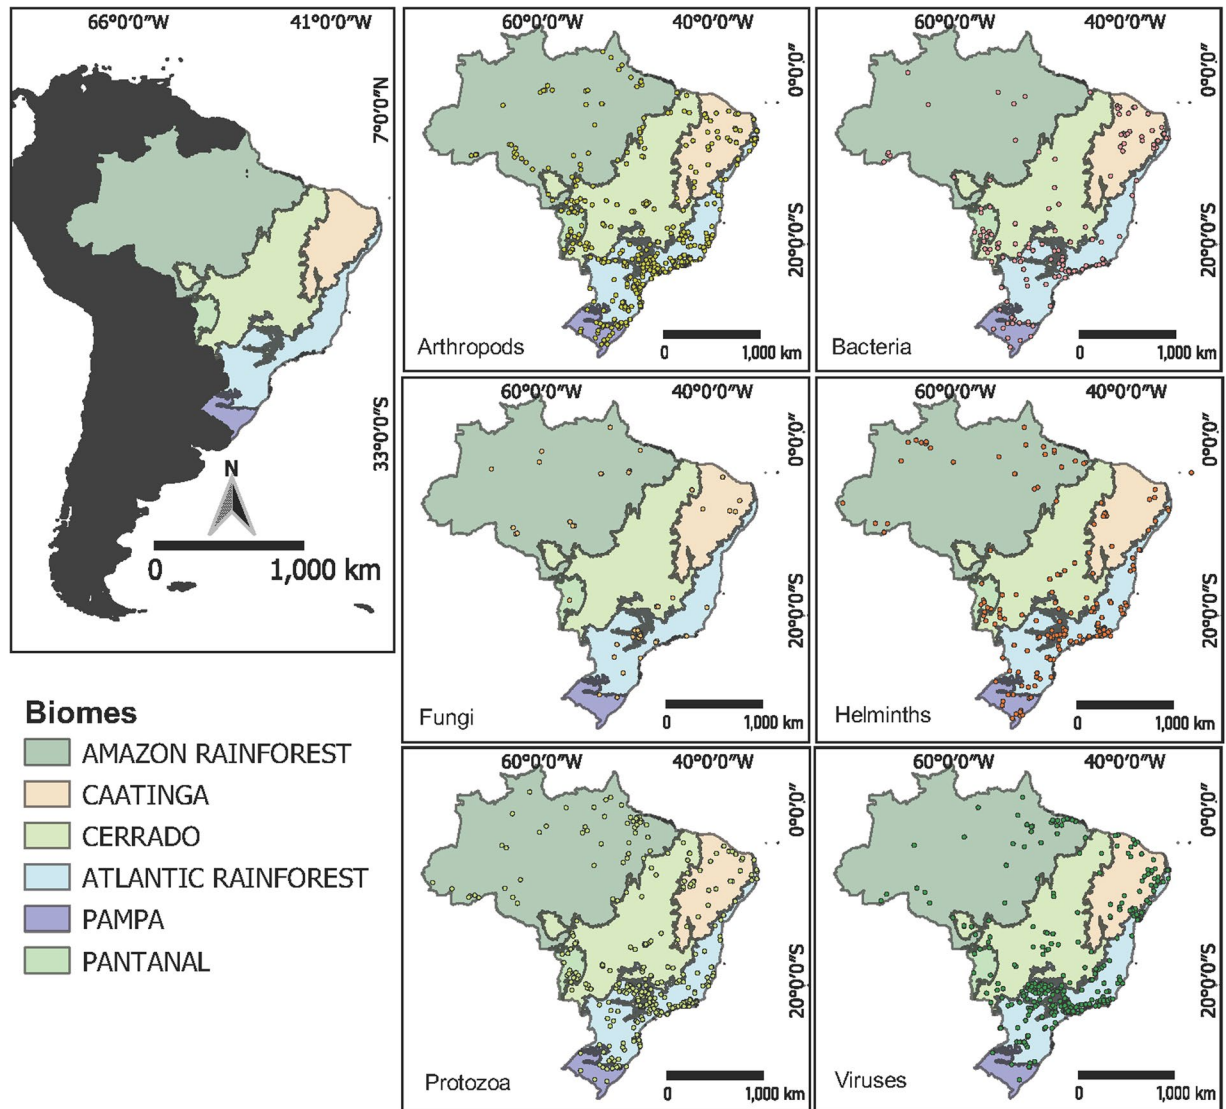 66°0′0″W 41°0′0″W
7°0′0″N
33°0′0″S
N
0 1,000 km
60°0′0″W 40°0′0″W
0°0′0″
20°0′0″S
Arthropods
0 1,000 km
60°0′0″W 40°0′0″W
0°0′0″
20°0′0″S
Bacteria
0 1,000 km
60°0′0″W 40°0′0″W
0°0′0″
20°0′0″S
Fungi
0 1,000 km
60°0′0″W 40°0′0″W
0°0′0″
20°0′0″S
Helminths
0 1,000 km
60°0′0″W 40°0′0″W
0°0′0″
20°0′0″S
Protozoa
0 1,000 km
60°0′0″W 40°0′0″W
0°0′0″
20°0′0″S
Viruses
0 1,000 km
Biomes
AMAZON RAINFOREST
CAATINGA
CERRADO
ATLANTIC RAINFOREST
PAMPA
PANTANAL